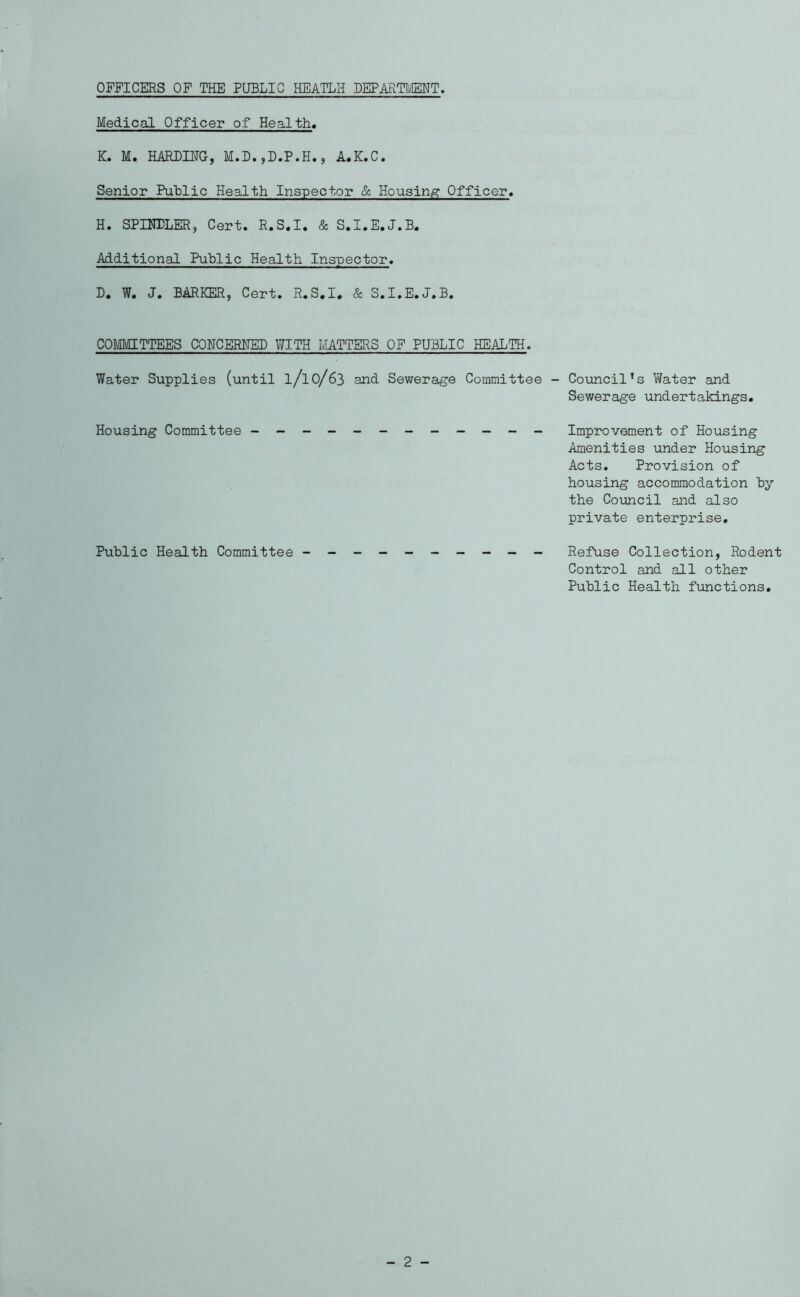 OFFICERS OF THE PUBLIC HEATLH DEPARTMENT.
Medical Officer of Health.
K. M. HARDING, M.D.,D.P.H., A.K.C.
Senior Public Health Inspector & Housing Officer.
H. SPINDLER, Cert. R.S.I. & S.I.E.J.B.
Additional Public Health Inspector.
D. W. J. BARKER, Cert. R.S.I. & S.I.E.J.B.
COMMITTEES CONCERNED WITH MATTERS OF PUBLIC HEALTH.
Water Supplies (until 1/10/63 and Sewerage Committee - Council's Water and
Sewerage undertakings.
Housing Committee - - - - - - - - - - - - Improvement of Housing
Amenities under Housing
Acts. Provision of
housing accommodation by
the Council and also
private enterprise.
Public Health Committee - - - - - - - - - - Refuse Collection, Rodent
Control and all other
Public Health functions.
- 2 -